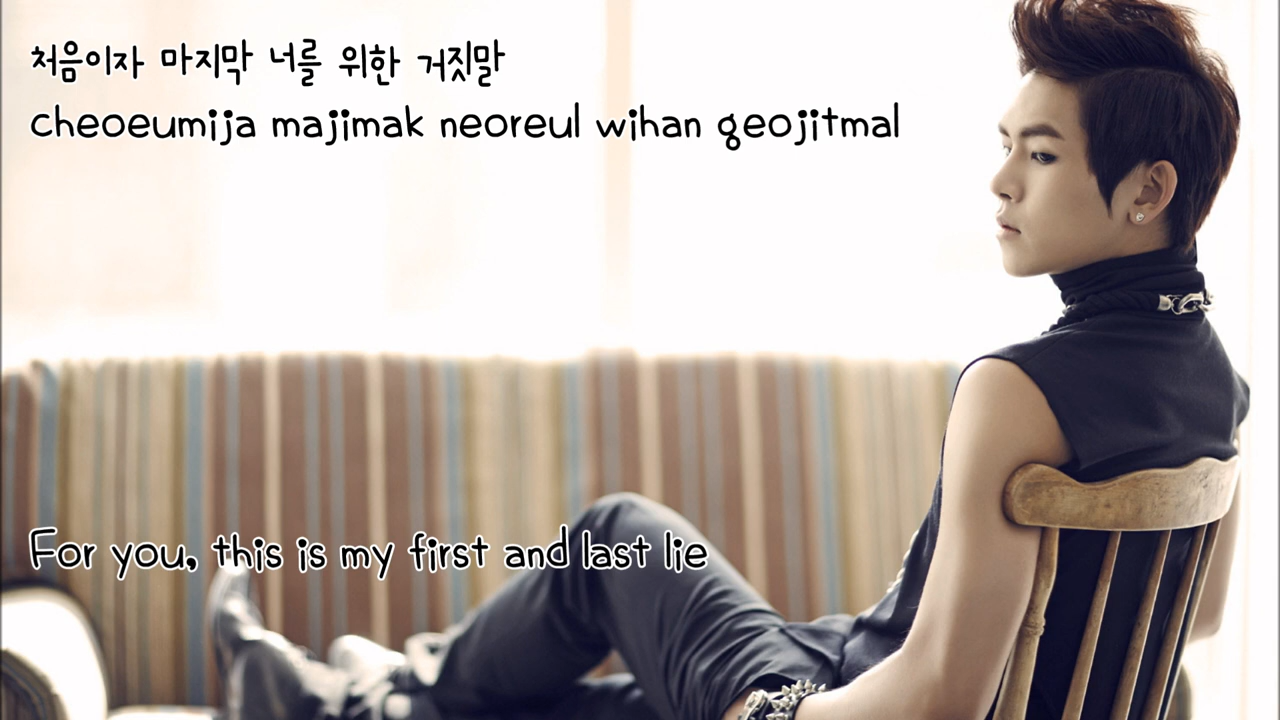 처음이자 마지막 너를 위한 거짓말
cheoeumija majimak neoreul wihan geojitmal
For you, this is my first and last lie